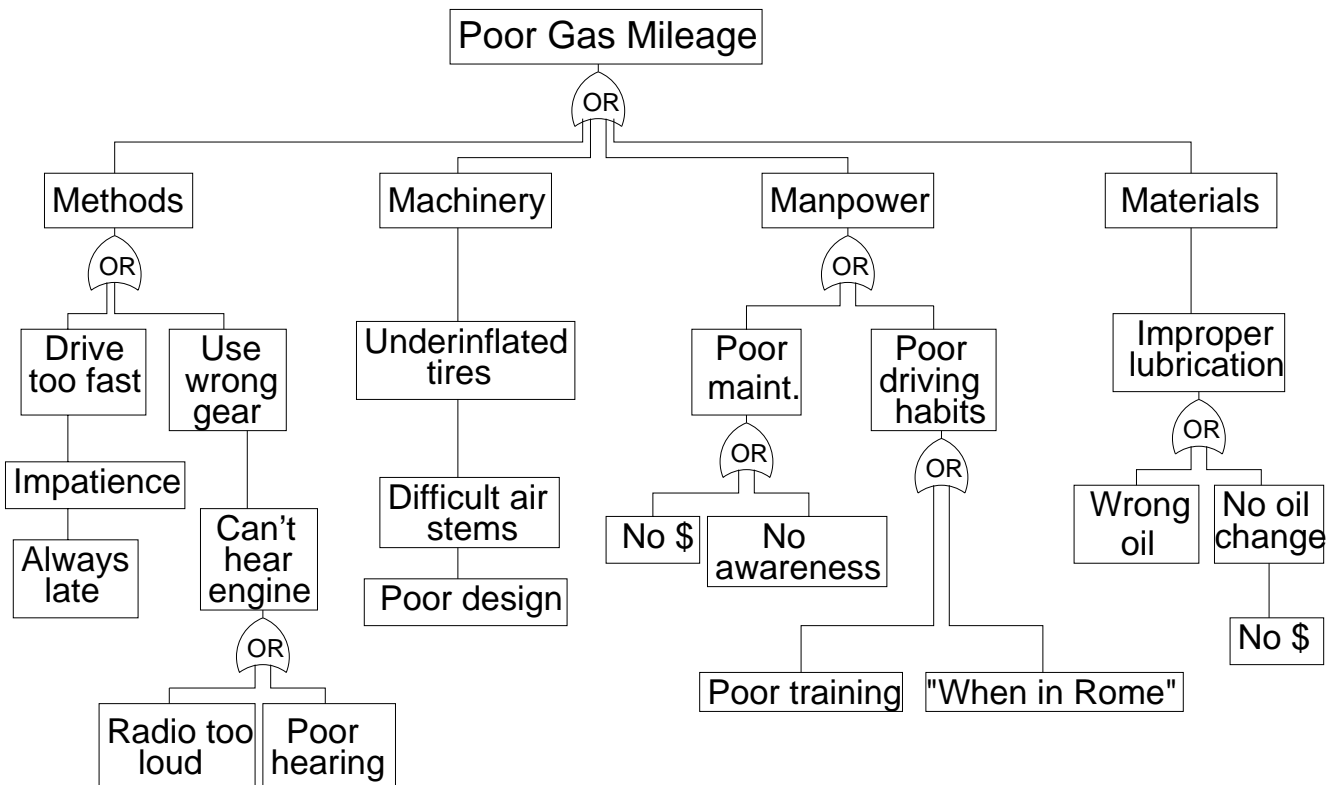 Poor Gas Mileage
OR
Methods
Machinery
Manpower
Materials
OR
OR
Drive
too fast
Use
wrong
gear
Underinflated
tires
Poor
maint.
Poor
driving
habits
Improper
lubrication
OR
OR
OR
Impatience
Difficult air
stems
Wrong
oil
No oil
change
Always
late
Can't
hear
engine
No $
No
awareness
Poor design
No $
OR
Poor training
"When in Rome"
Radio too
loud
Poor
hearing